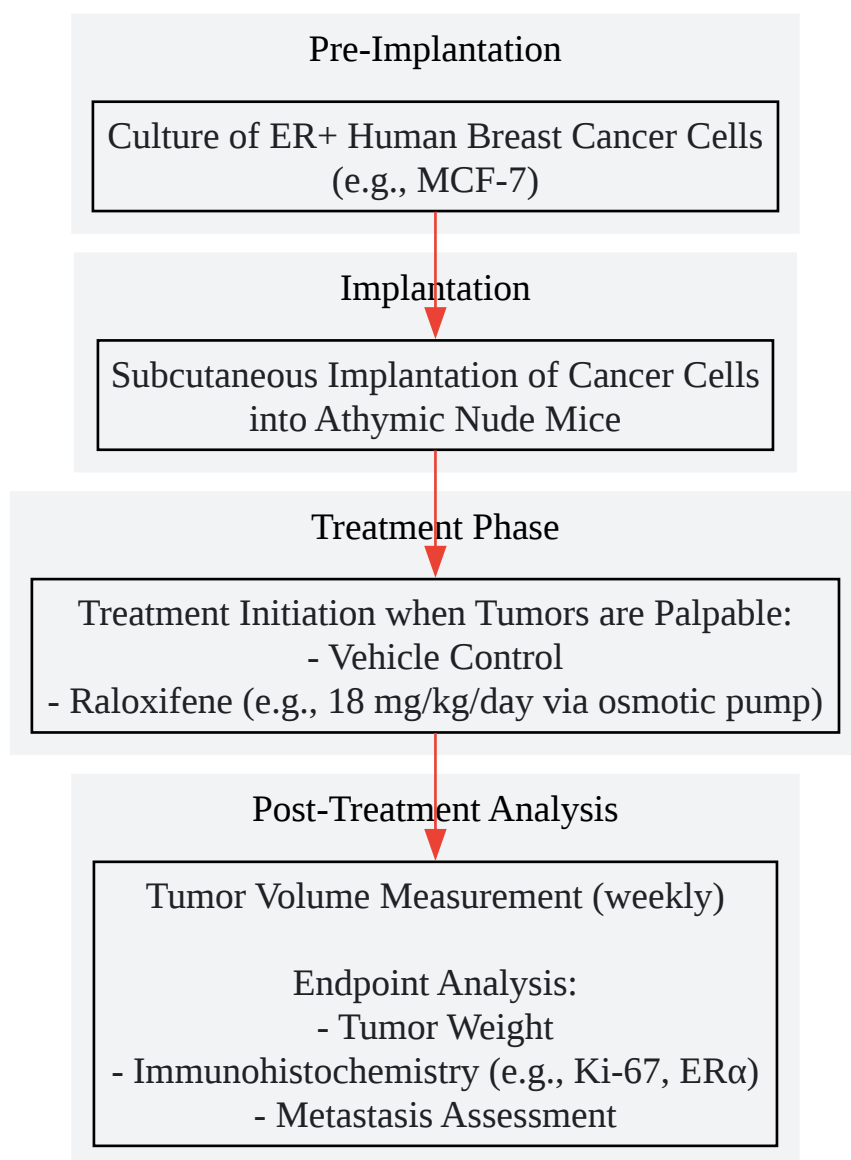 Pre-Implantation
Culture of ER+ Human Breast Cancer Cells
(e.g., MCF-7)
Implantation
Subcutaneous Implantation of Cancer Cells
into Athymic Nude Mice
Treatment Phase
Treatment Initiation when Tumors are Palpable:
- Vehicle Control
- Raloxifene (e.g., 18 mg/kg/day via osmotic pump)
Post-Treatment Analysis
Tumor Volume Measurement (weekly)
Endpoint Analysis:
- Tumor Weight
- Immunohistochemistry (e.g., Ki-67, ERα)
- Metastasis Assessment